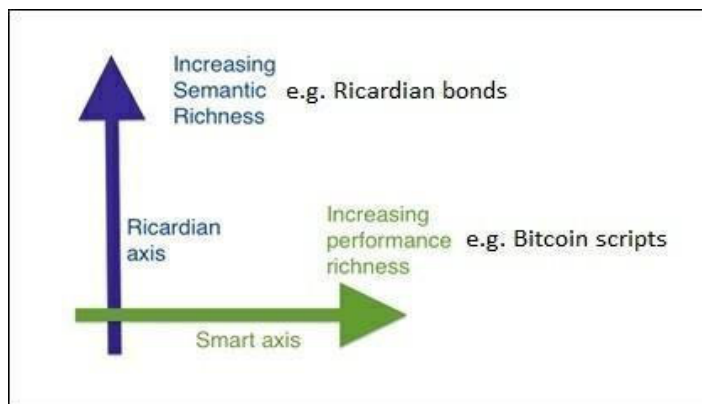 Increasing
Semantic
Richness
e.g. Ricardian bonds
Ricardian
axis
Increasing
performance
richness
e.g. Bitcoin scripts
Smart axis